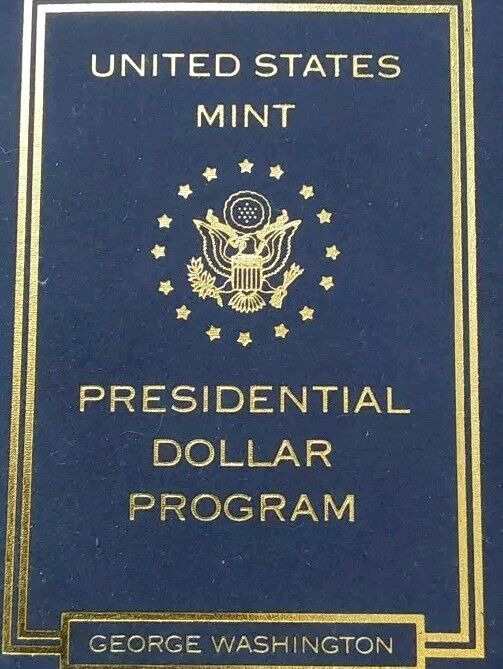 UNITED STATES
MINT
PRESIDENTIAL
DOLLAR
PROGRAM
GEORGE WASHINGTON